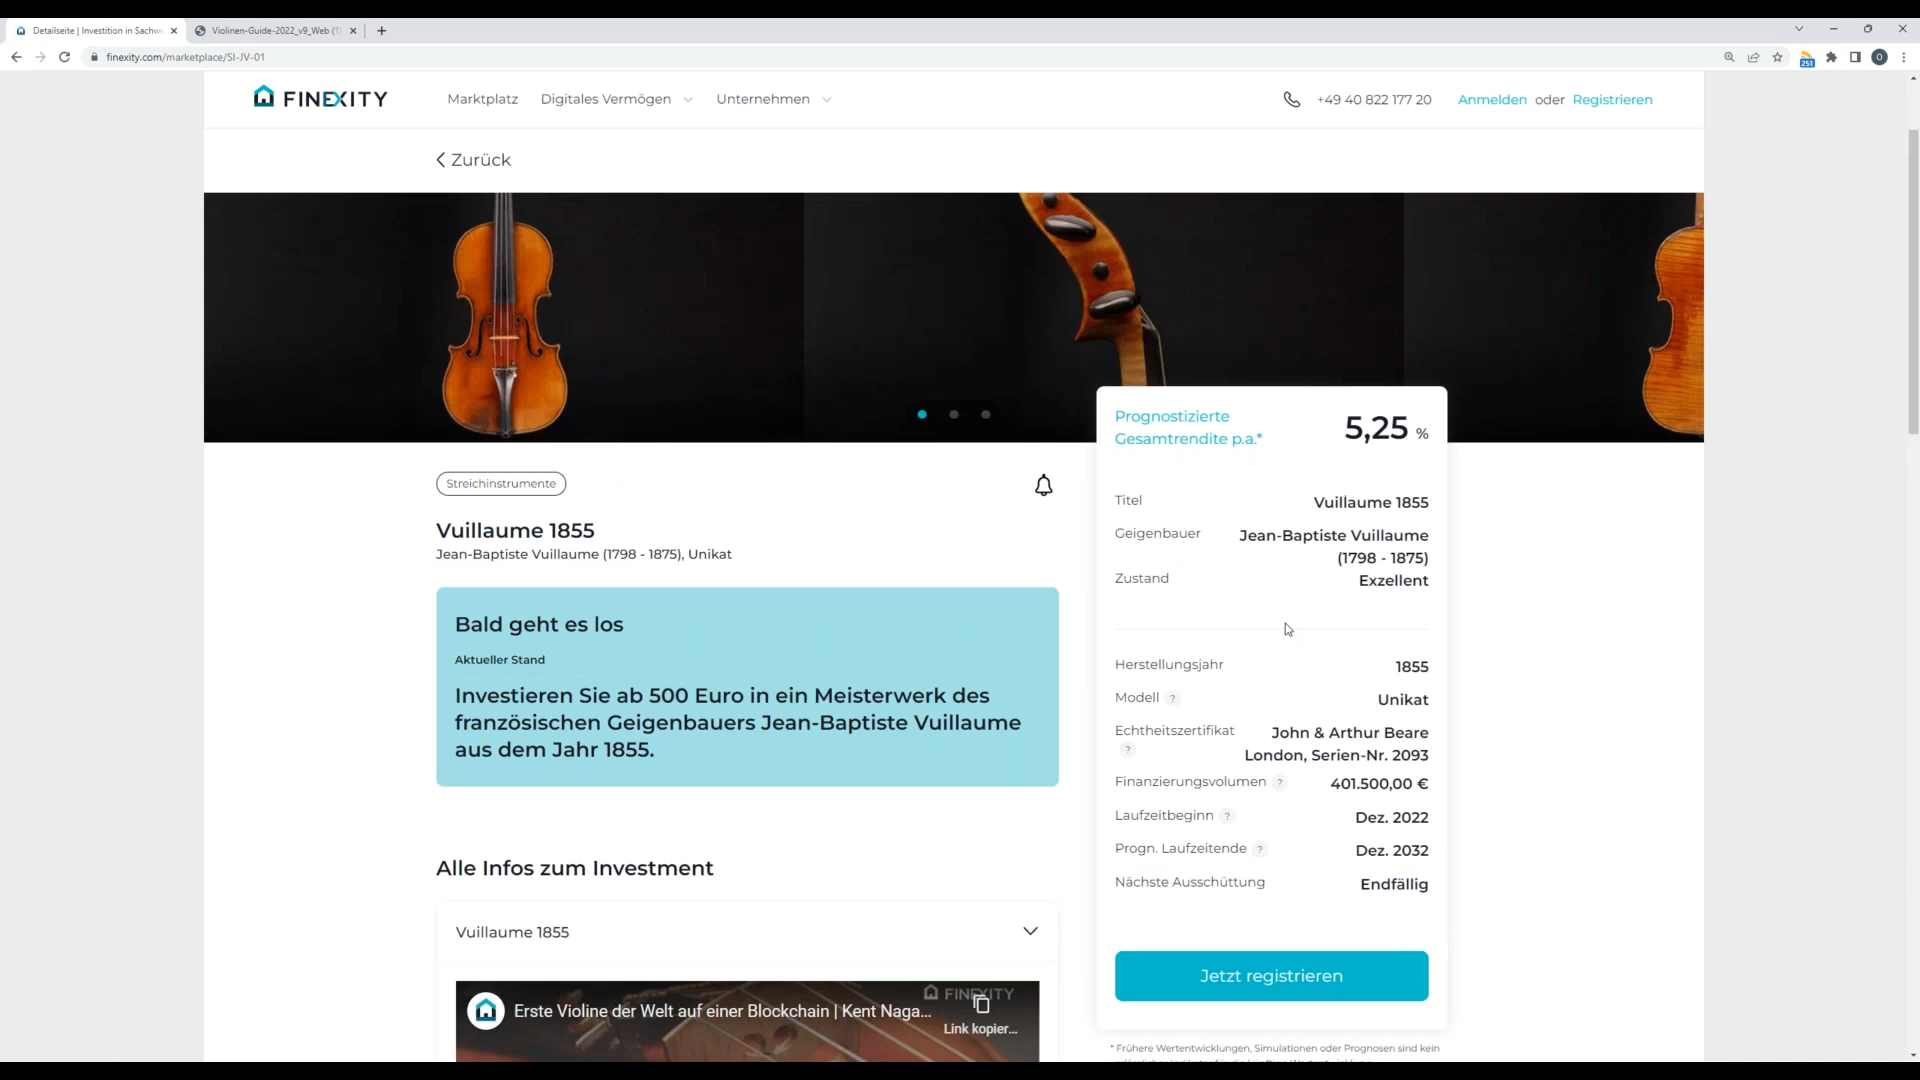 Detailseite | Investition in Sachwe
Violinen-Guide-2022_v9_Web (1)
finexity.com/marketplace/SI-JV-01
251
O
FINEXITY
Marktplatz
Digitales Vermögen
Unternehmen
+49 40 822 177 20
Anmelden oder Registrieren
Zurück
Prognostizierte
Gesamtrendite p.a.*
5,25 %
Streichinstrumente
Vuillaume 1855
Jean-Baptiste Vuillaume (1798 - 1875), Unikat
Bald geht es los
Aktueller Stand
Investieren Sie ab 500 Euro in ein Meisterwerk des
französischen Geigenbauers Jean-Baptiste Vuillaume
aus dem Jahr 1855.
Titel Vuillaume 1855
Geigenbauer Jean-Baptiste Vuillaume
(1798 - 1875)
Zustand Exzellent
Herstellungsjahr 1855
Modell ? Unikat
Echtheitszertifikat John & Arthur Beare
? London, Serien-Nr. 2093
Finanzierungsvolumen ? 401.500,00 €
Laufzeitbeginn ? Dez. 2022
Progn. Laufzeitende ? Dez. 2032
Nächste Ausschüttung Endfällig
Jetzt registrieren
* Frühere Wertentwicklungen, Simulationen oder Prognosen sind kein
Alle Infos zum Investment
Vuillaume 1855
FINEXITY
Erste Violine der Welt auf einer Blockchain | Kent Naga...
Link kopier...